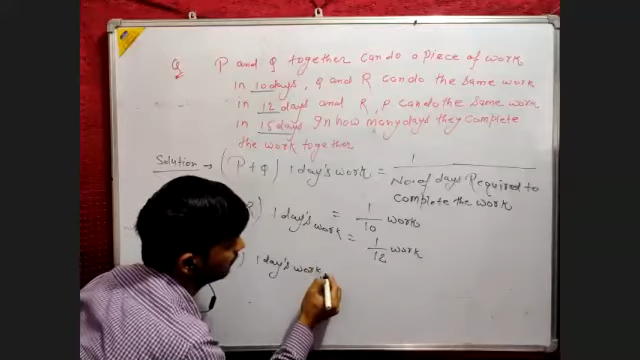 Q P and Q together can do a piece of work
in 10 days, Q and R can do the same work
in 12 days and R, P can do the same work
in 15 days In how many days they complete
the work together
Solution → (P + Q) 1 day's work = 1
No. of days Required to
complete the work
) 1 day's work = 1/10 work
= 1/12 work
) 1 day's work